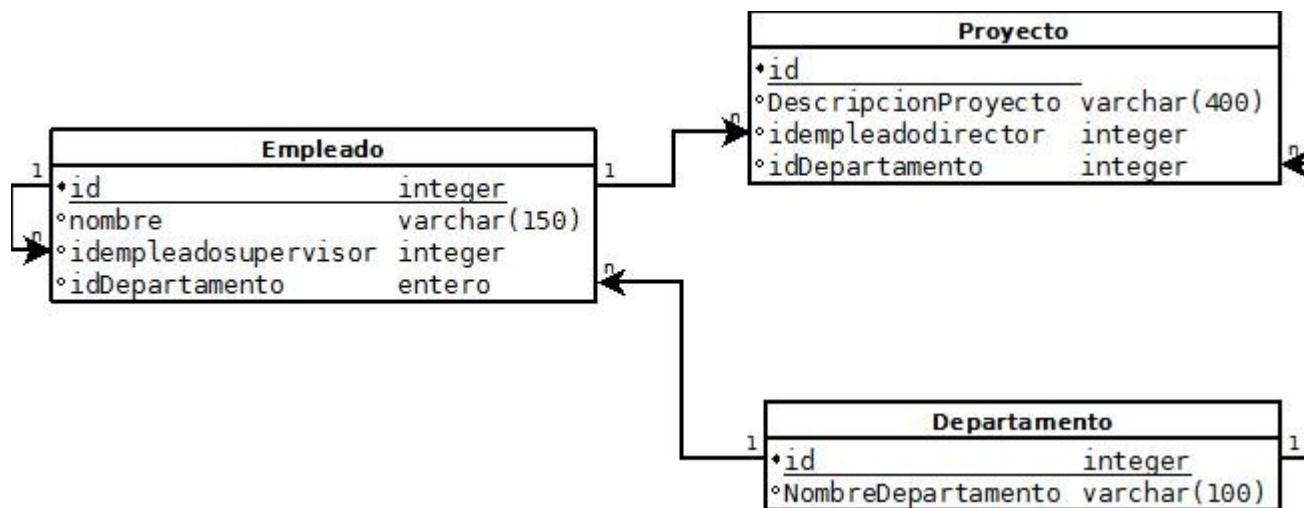 Proyecto
id
DescripcionProyecto varchar(400)
n idempleadodirector integer
idDepartamento integer n
Empleado
1 id integer 1
nombre varchar(150)
n idempleadosupervisor integer
idDepartamento entero n
Departamento
1 id integer 1
NombreDepartamento varchar(100)